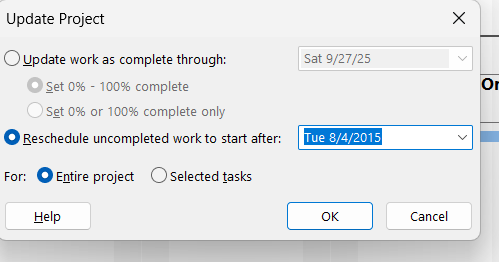 Update Project
Update work as complete through: Sat 9/27/25
Set 0% - 100% complete
Set 0% or 100% complete only
Reschedule uncompleted work to start after: Tue 8/4/2015
For: Entire project Selected tasks
Help OK Cancel